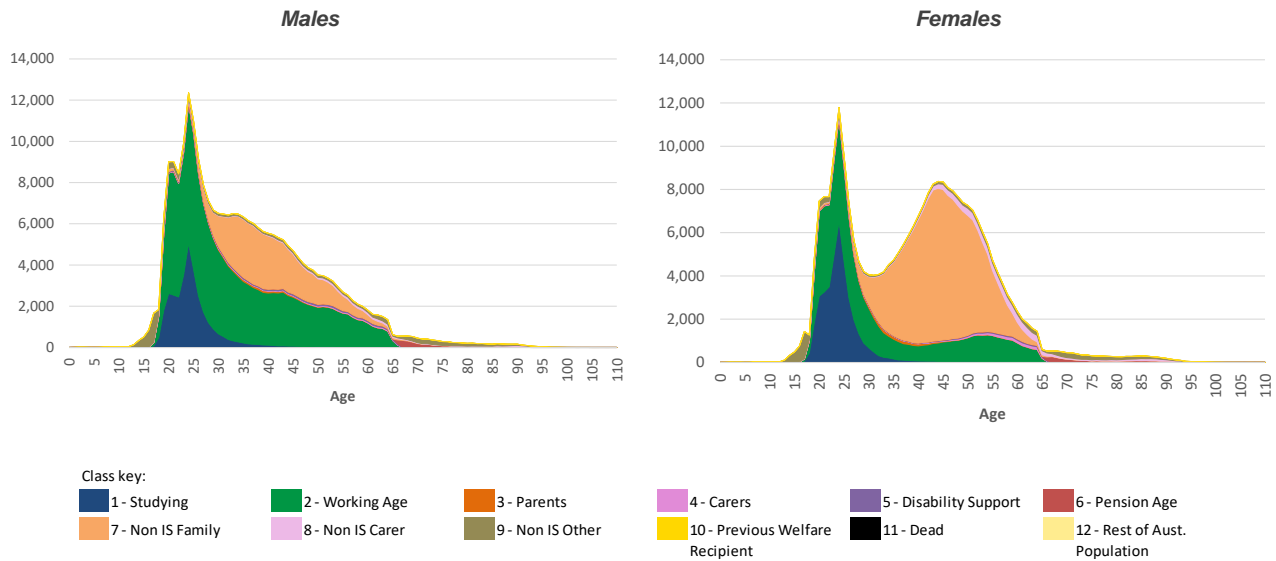 Males
Females
14,000
12,000
10,000
8,000
6,000
4,000
2,000
0
0 5 10 15 20 25 30 35 40 45 50 55 60 65 70 75 80 85 90 95 100 105 110
Age
14,000
12,000
10,000
8,000
6,000
4,000
2,000
0
0 5 10 15 20 25 30 35 40 45 50 55 60 65 70 75 80 85 90 95 100 105 110
Age
Class key:
1 - Studying 2 - Working Age 3 - Parents 4 - Carers 5 - Disability Support 6 - Pension Age
7 - Non IS Family 8 - Non IS Carer 9 - Non IS Other 10 - Previous Welfare 11 - Dead 12 - Rest of Aust.
Recipient Population